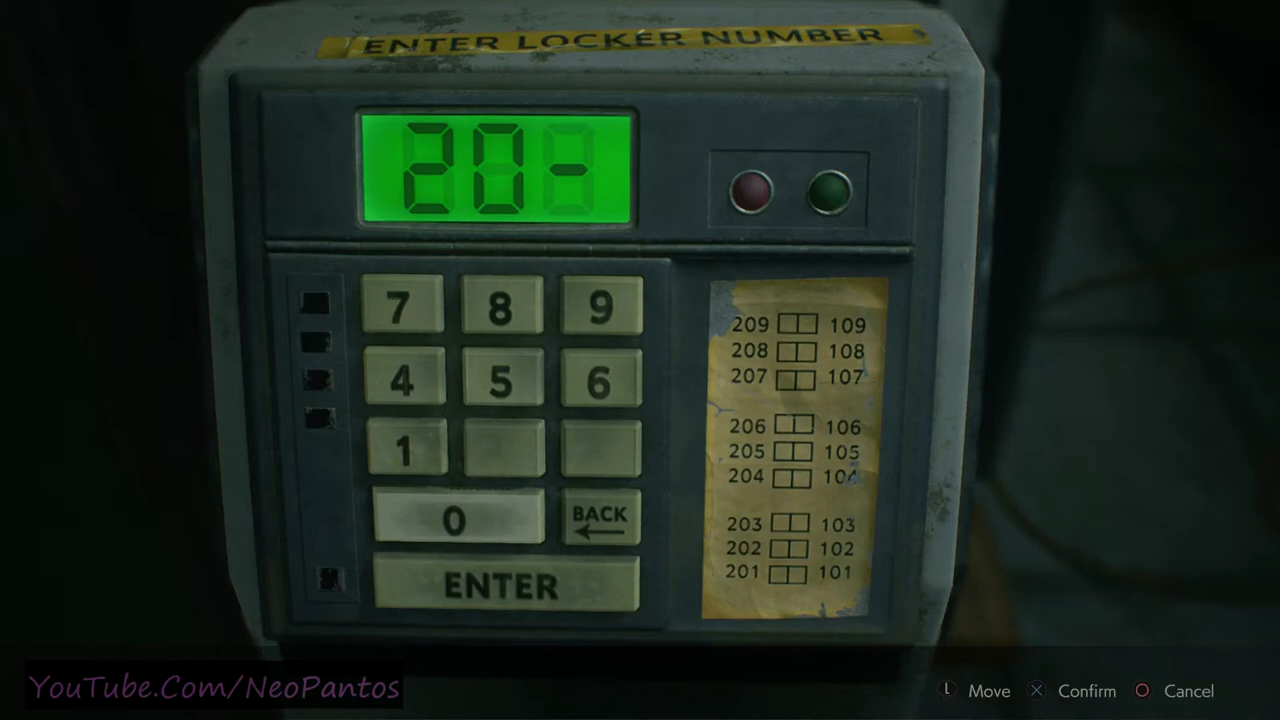 ENTER LOCKER NUMBER
20-
7 8 9
4 5 6
1
0 BACK
ENTER
209 109
208 108
207 107
206 106
205 105
204 104
203 103
202 102
201 101
YouTube.Com/NeoPantos
L Move X Confirm O Cancel